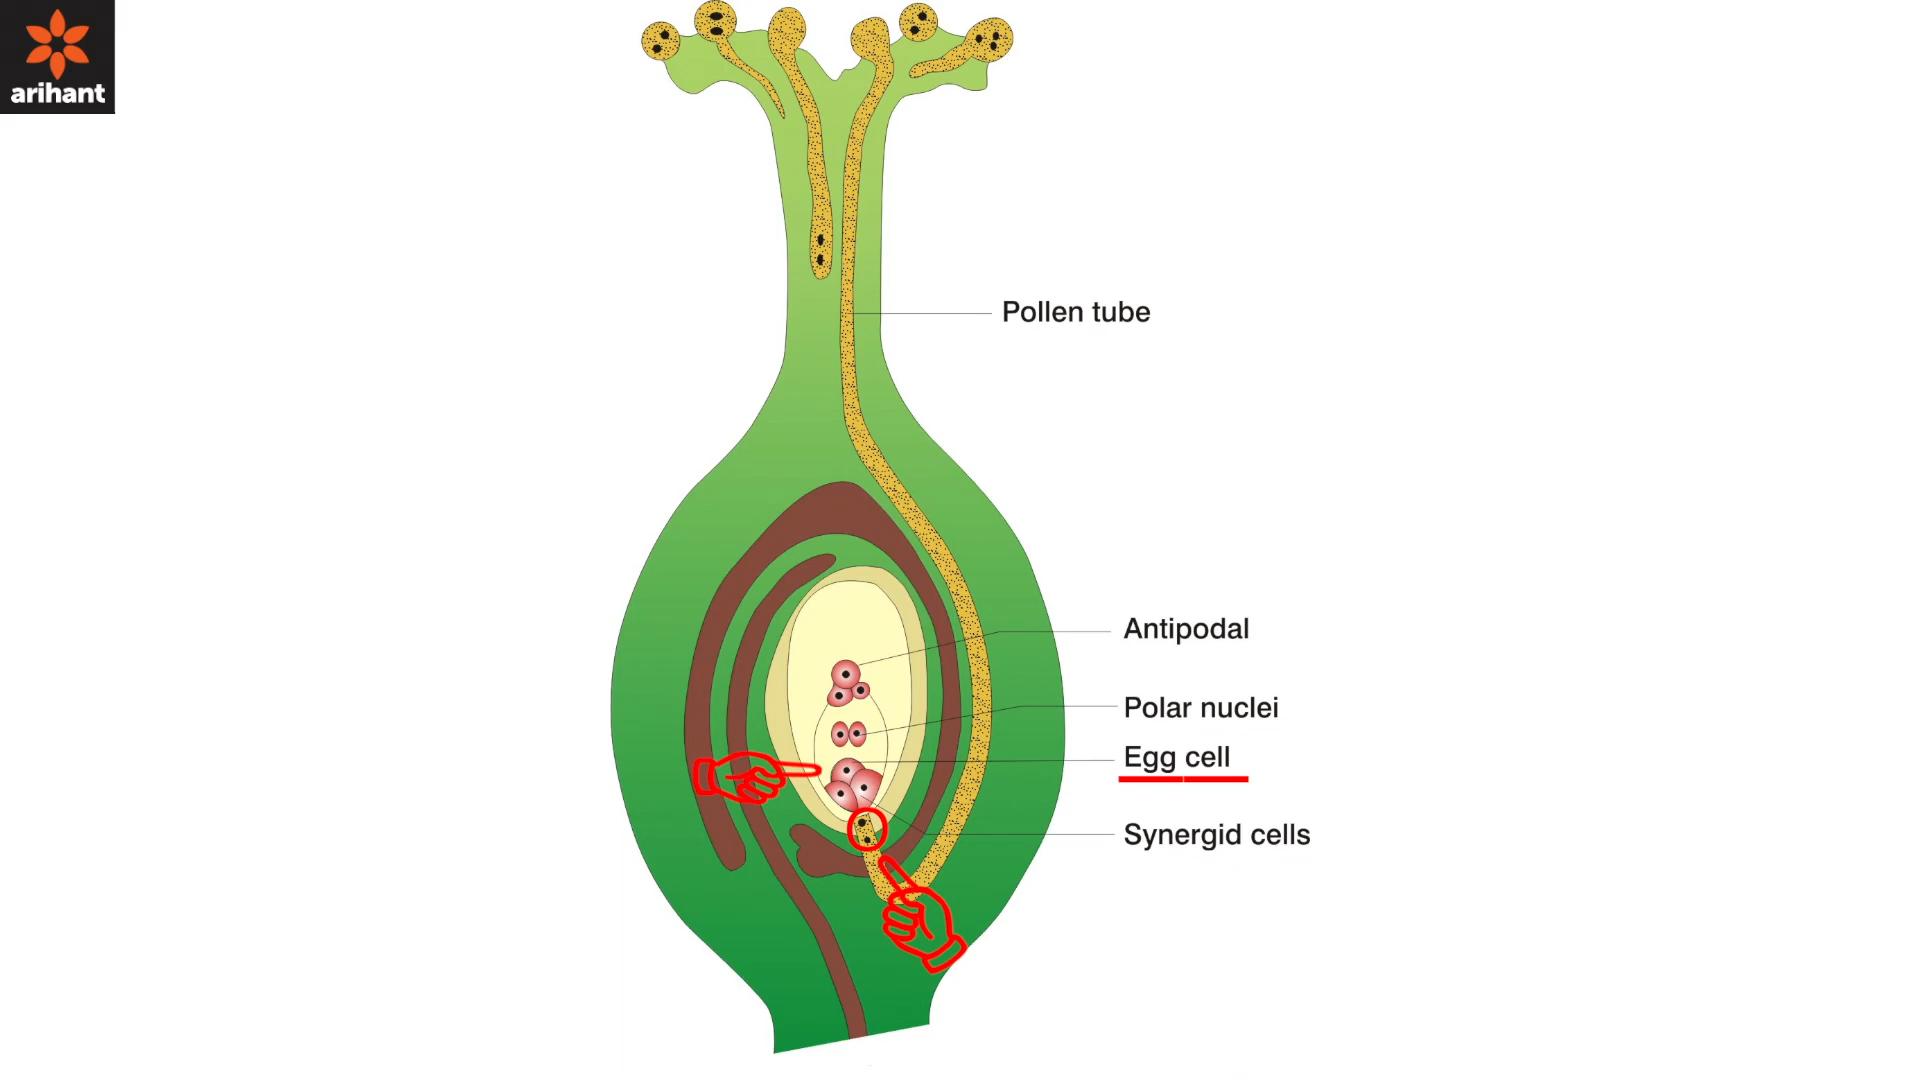 arihant
Pollen tube
Antipodal
Polar nuclei
Egg cell
Synergid cells